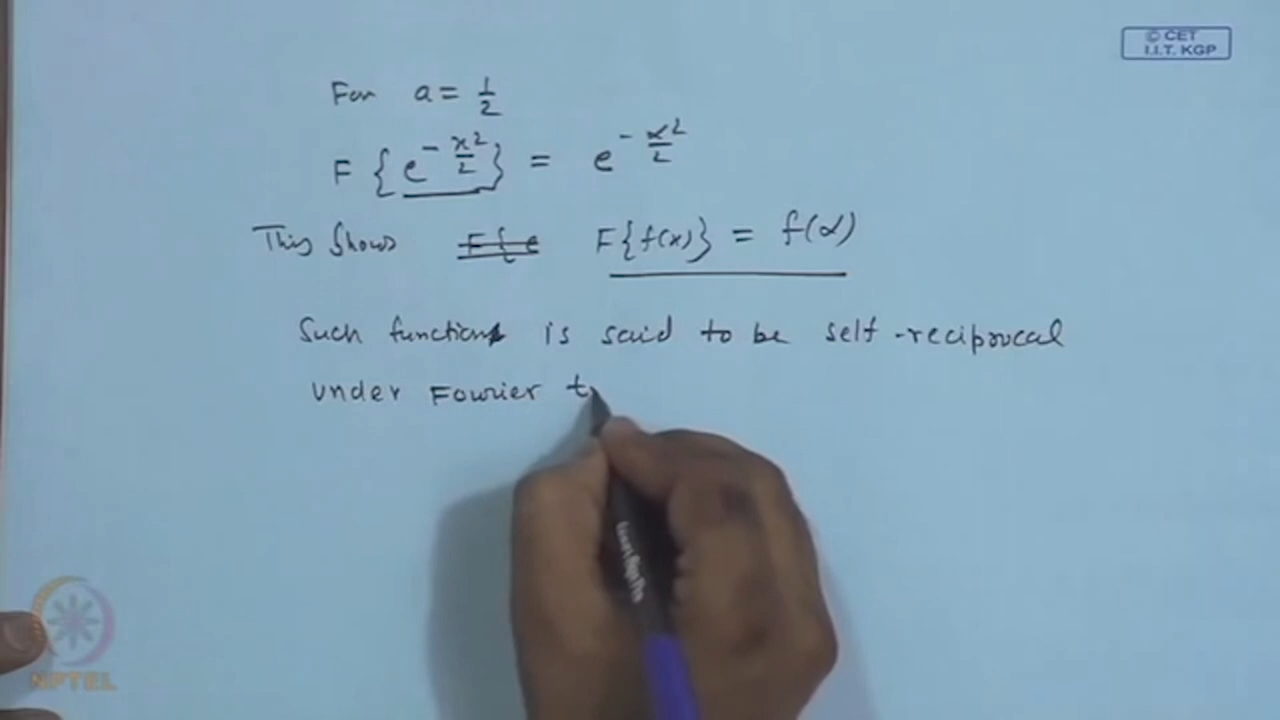 © CET
I.I.T. KGP
For a = 1/2
F { e^{-x²/2} } = e^{-α²/2}
This shows F{e F{f(x)} = f(α)
Such function is said to be self-reciprocal
under Fourier t
NPTEL